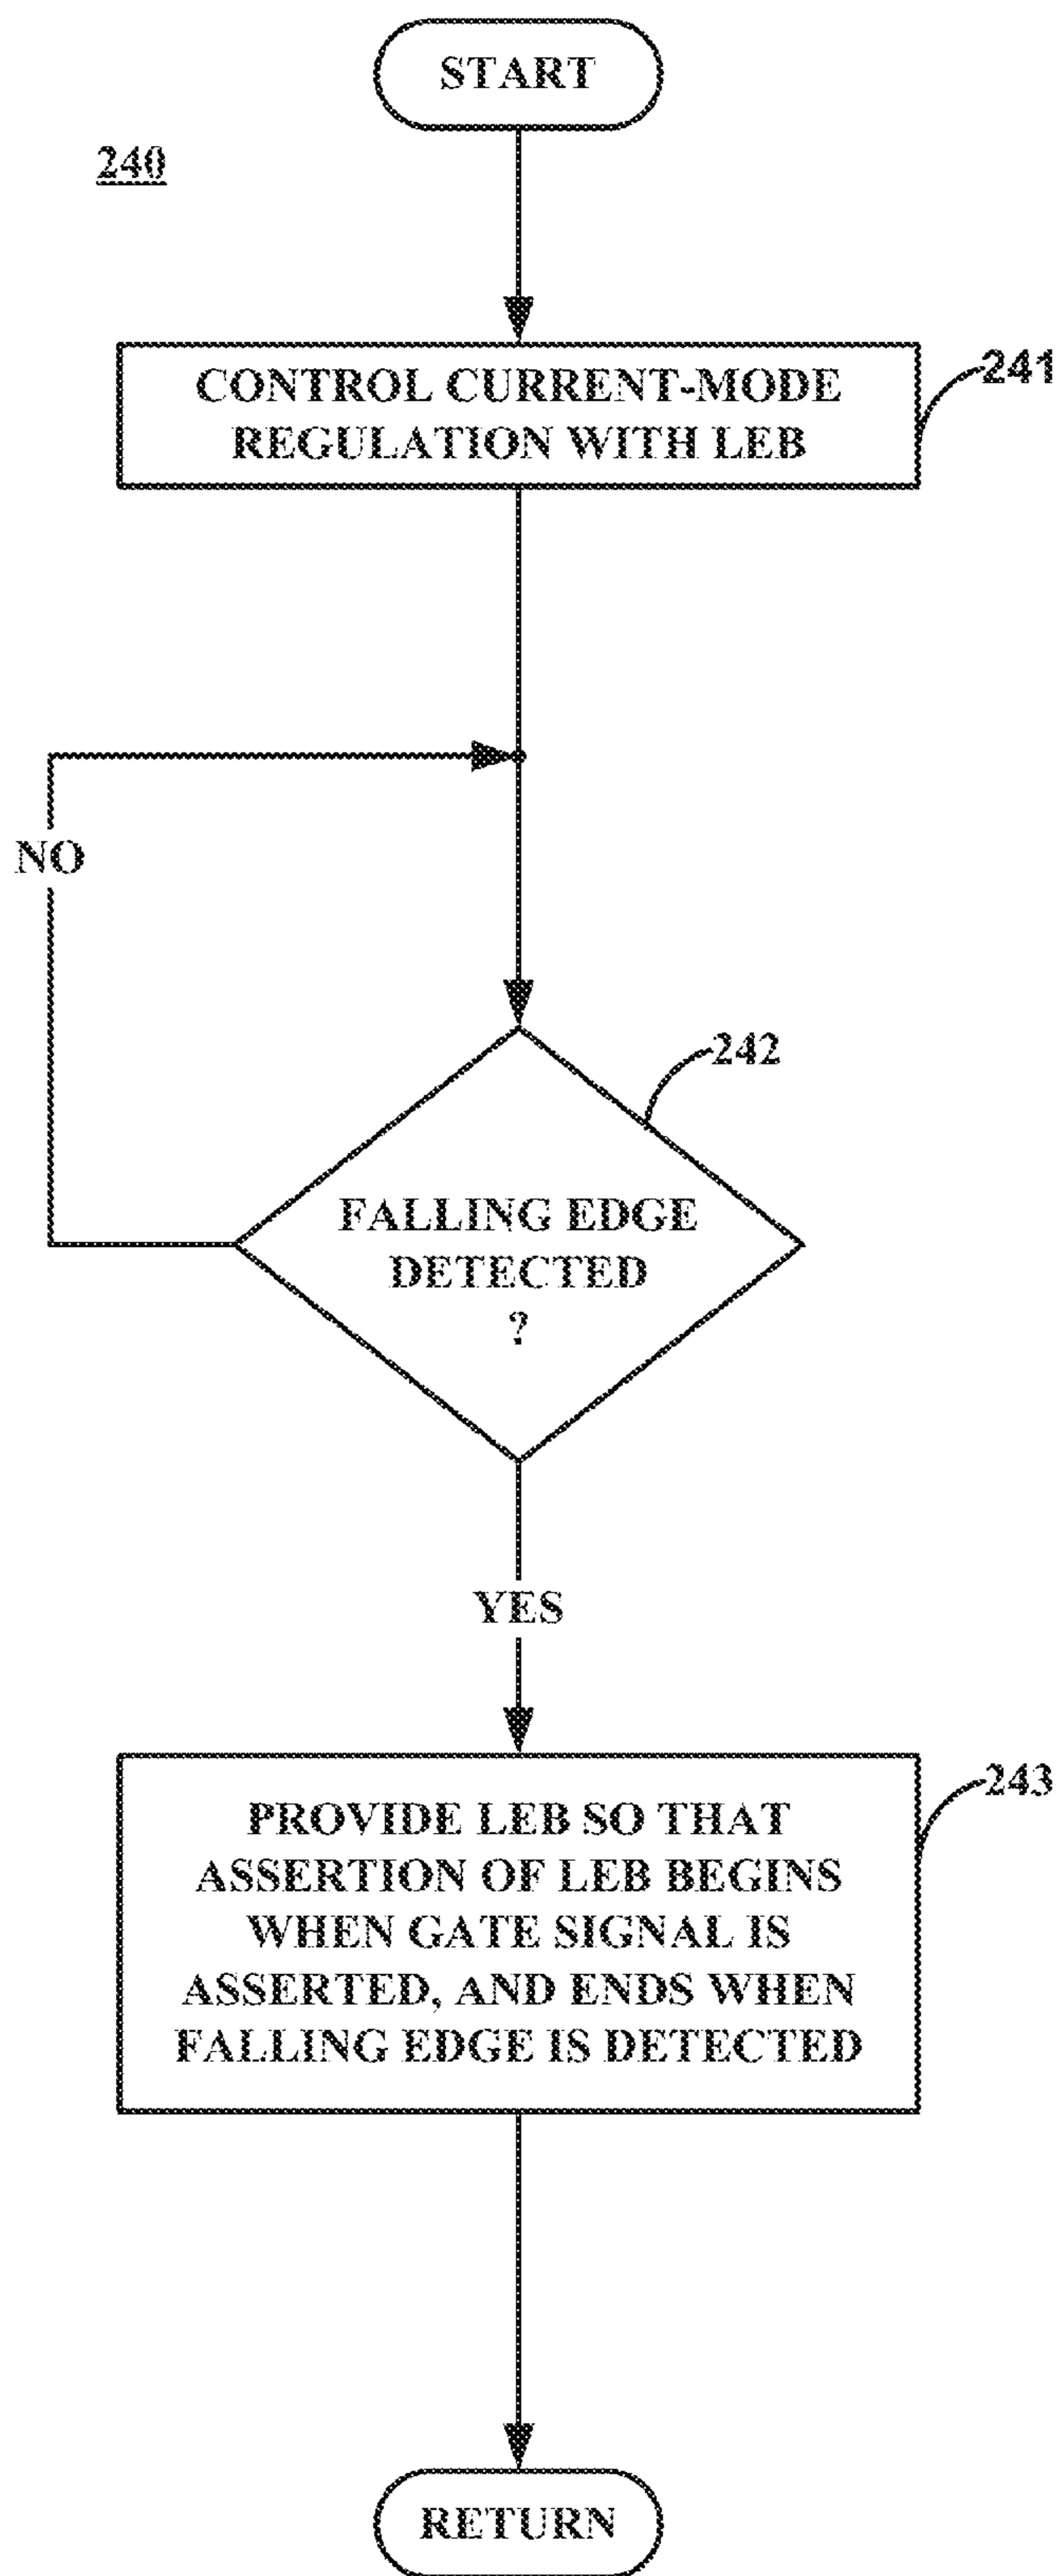 START
240
CONTROL CURRENT-MODE
REGULATION WITH LEB
241
NO
242
FALLING EDGE
DETECTED
?
YES
243
PROVIDE LEB SO THAT
ASSERTION OF LEB BEGINS
WHEN GATE SIGNAL IS
ASSERTED, AND ENDS WHEN
FALLING EDGE IS DETECTED
RETURN